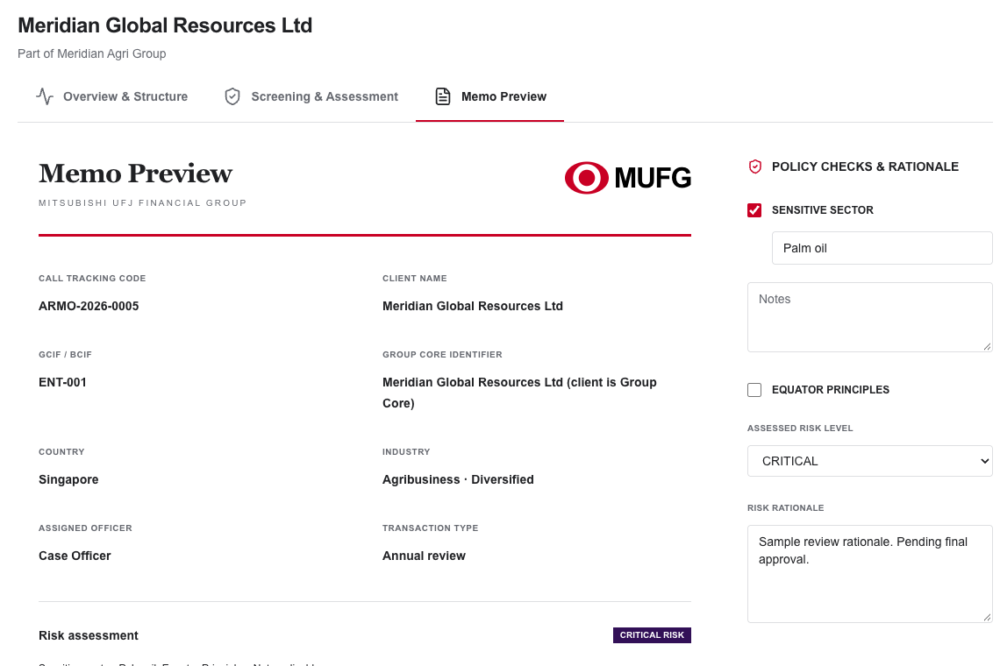 Meridian Global Resources Ltd
Part of Meridian Agri Group
Overview & Structure
Screening & Assessment
Memo Preview
Memo Preview
MITSUBISHI UFJ FINANCIAL GROUP
MUFG
CALL TRACKING CODE
ARMO-2026-0005
CLIENT NAME
Meridian Global Resources Ltd
GCIF / BCIF
ENT-001
GROUP CORE IDENTIFIER
Meridian Global Resources Ltd (client is Group
Core)
COUNTRY
Singapore
INDUSTRY
Agribusiness · Diversified
ASSIGNED OFFICER
Case Officer
TRANSACTION TYPE
Annual review
Risk assessment
CRITICAL RISK
POLICY CHECKS & RATIONALE
SENSITIVE SECTOR
Palm oil
Notes
EQUATOR PRINCIPLES
ASSESSED RISK LEVEL
CRITICAL
RISK RATIONALE
Sample review rationale. Pending final
approval.